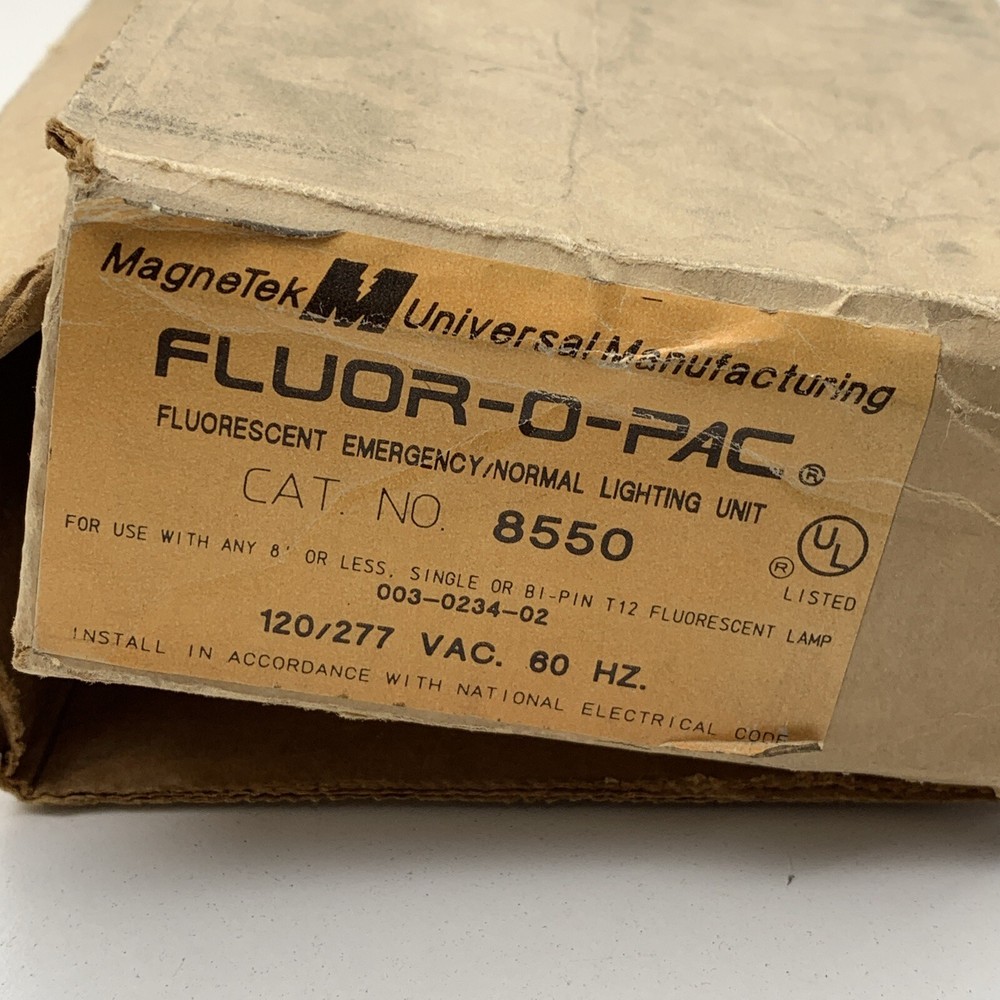 MagneTek M Universal Manufacturing
FLUOR-O-PAC®
FLUORESCENT EMERGENCY/NORMAL LIGHTING UNIT
CAT. NO. 8550
UL ® LISTED
FOR USE WITH ANY 8' OR LESS, SINGLE OR BI-PIN T12 FLUORESCENT LAMP
003-0234-02
120/277 VAC. 60 HZ.
INSTALL IN ACCORDANCE WITH NATIONAL ELECTRICAL CODE